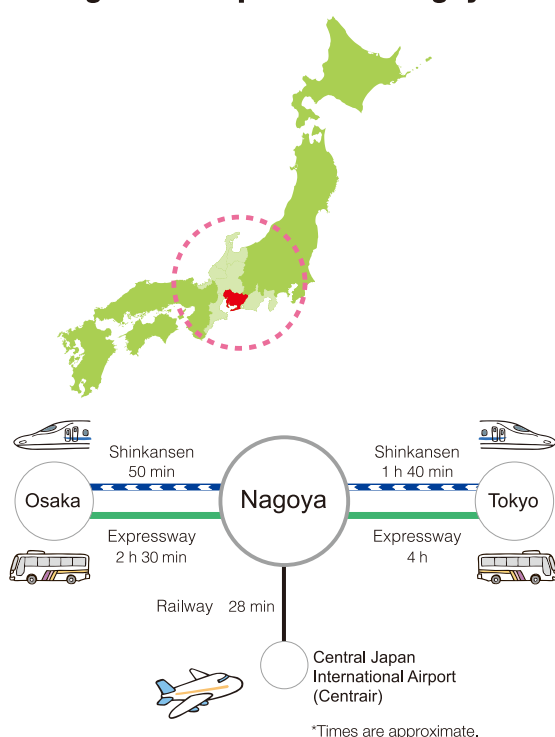 Shinkansen
50 min
Shinkansen
1 h 40 min
Osaka
Nagoya
Tokyo
Expressway
2 h 30 min
Expressway
4 h
Railway 28 min
Central Japan
International Airport
(Centrair)
*Times are approximate.